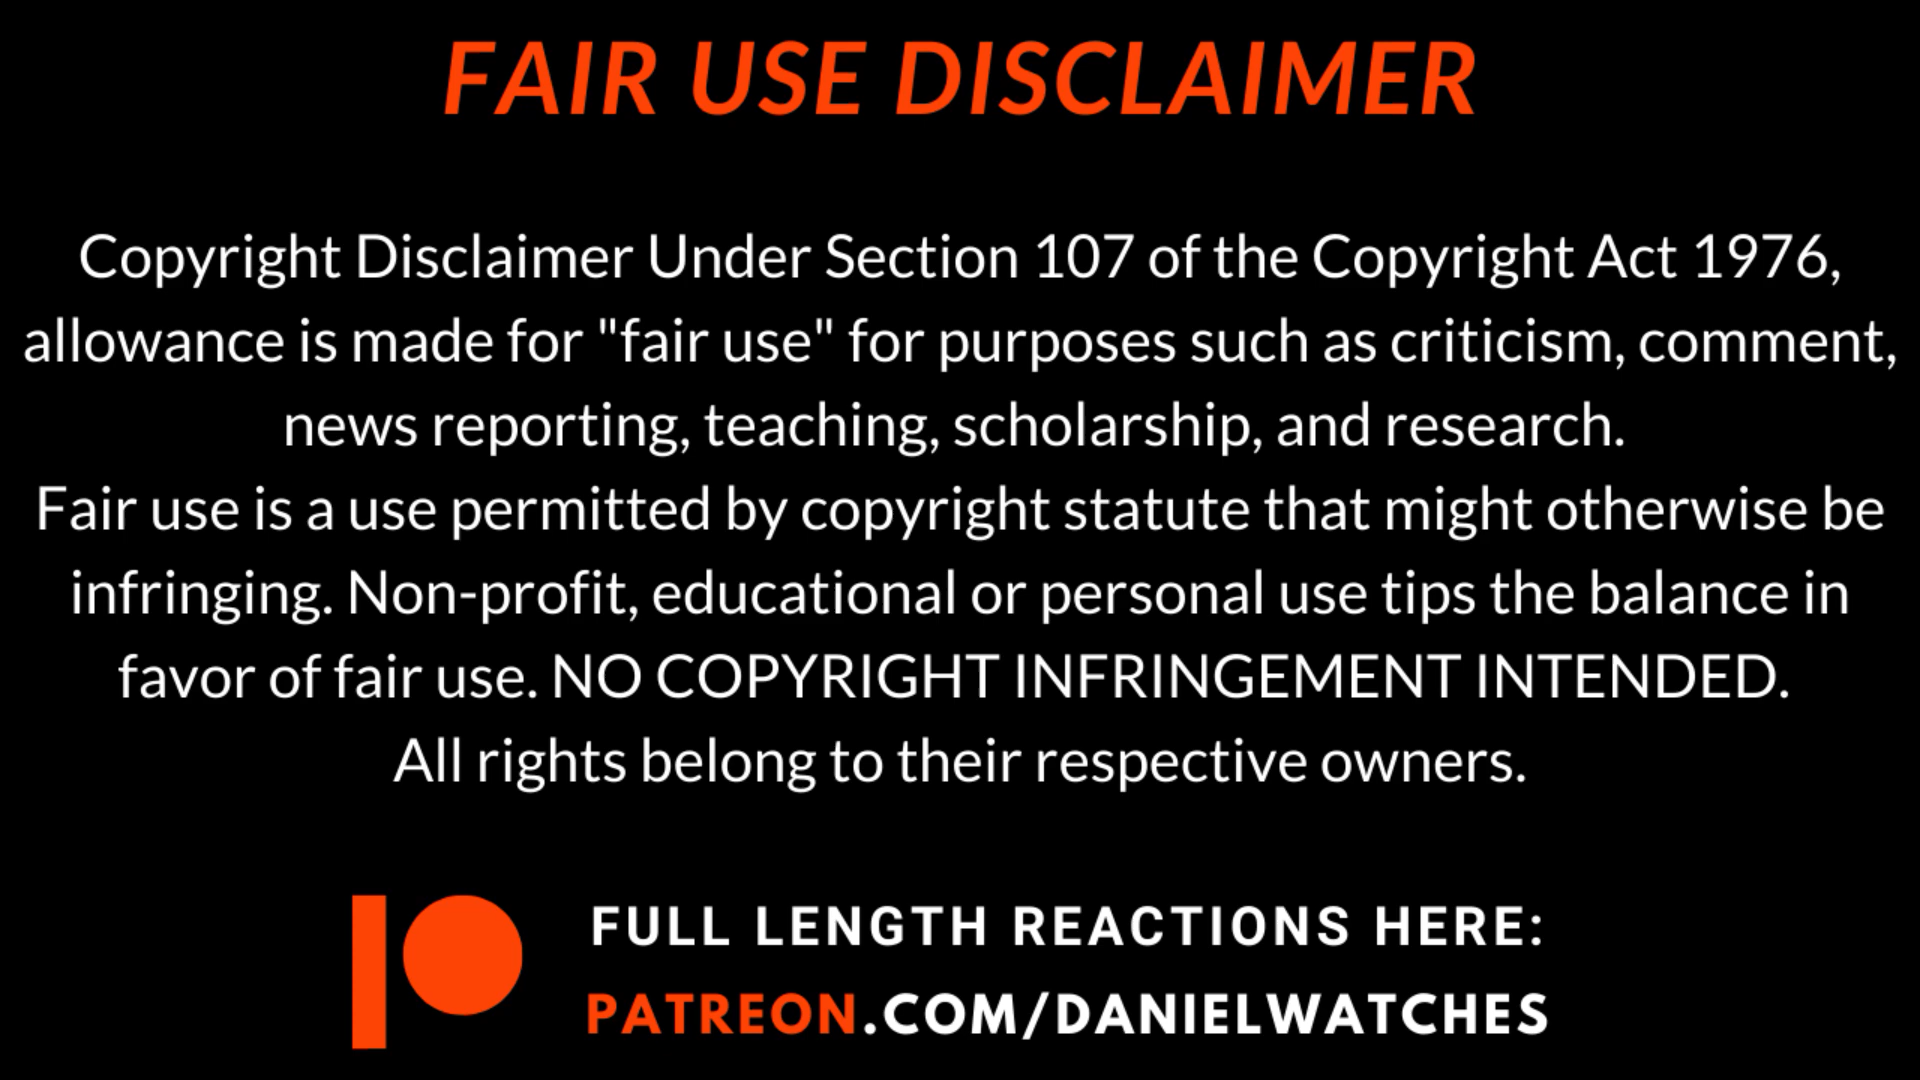 FAIR USE DISCLAIMER
Copyright Disclaimer Under Section 107 of the Copyright Act 1976,
allowance is made for "fair use" for purposes such as criticism, comment,
news reporting, teaching, scholarship, and research.
Fair use is a use permitted by copyright statute that might otherwise be
infringing. Non-profit, educational or personal use tips the balance in
favor of fair use. NO COPYRIGHT INFRINGEMENT INTENDED.
All rights belong to their respective owners.
FULL LENGTH REACTIONS HERE:
PATREON.COM/DANIELWATCHES